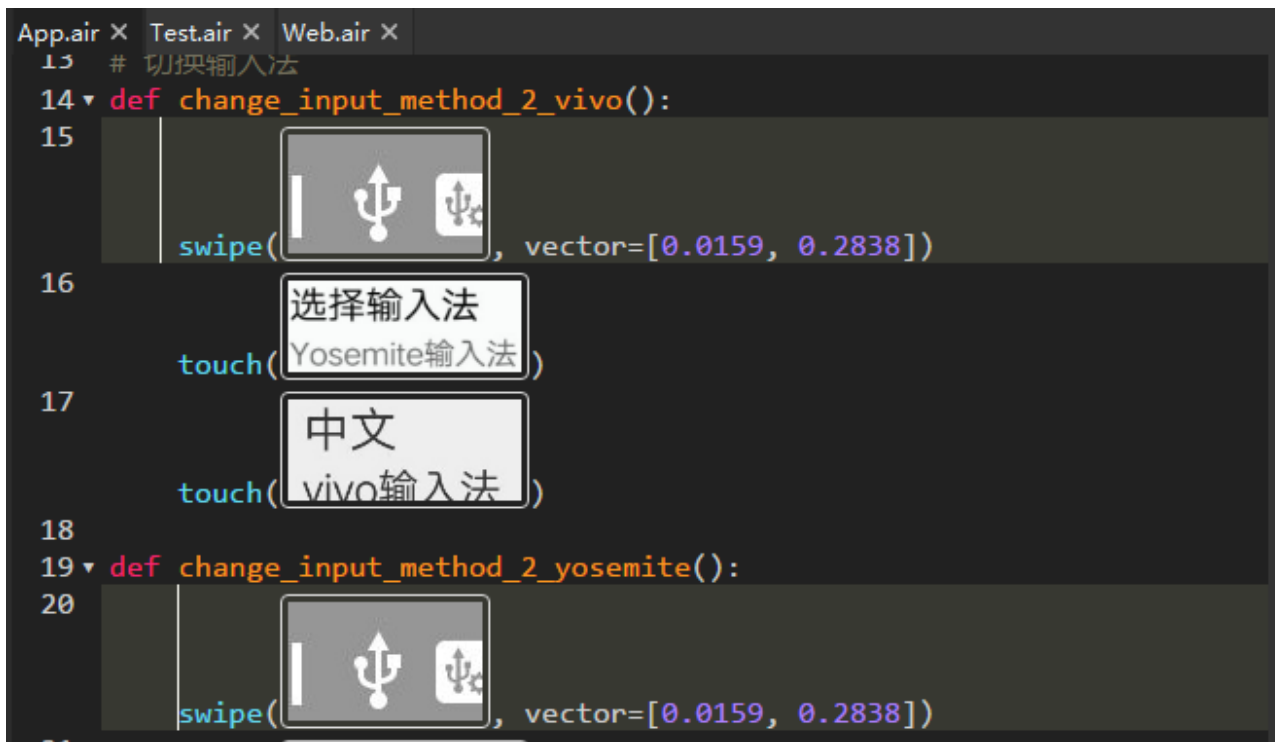 App.air × Test.air × Web.air ×
13 # 切换输入法
14 def change_input_method_2_vivo():
15
swipe( , vector=[0.0159, 0.2838])
16
选择输入法
Yosemite输入法
touch( )
17
中文
vivo输入法
touch( )
18
19 def change_input_method_2_yosemite():
20
swipe( , vector=[0.0159, 0.2838])